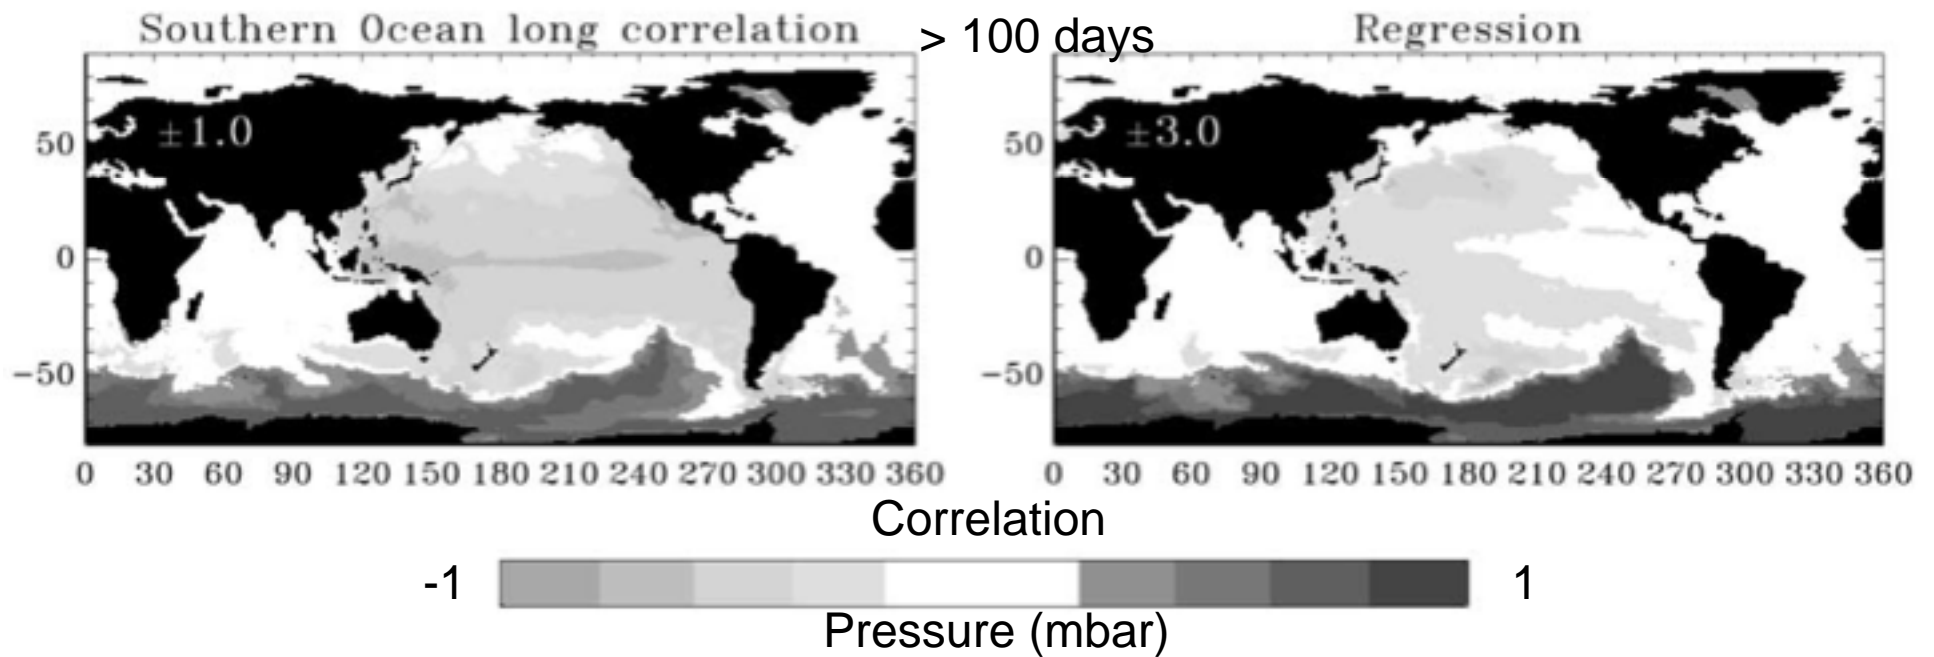 Southern Ocean long correlation
> 100 days
Regression
±1.0
50
0
−50
0 30 60 90 120 150 180 210 240 270 300 330 360
±3.0
50
0
−50
0 30 60 90 120 150 180 210 240 270 300 330 360
Correlation
-1
1
Pressure (mbar)